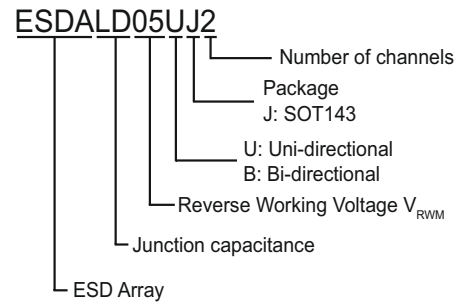 ESDALD05UJ2
Number of channels
Package
J: SOT143
U: Uni-directional
B: Bi-directional
Reverse Working Voltage VRWM
Junction capacitance
ESD Array